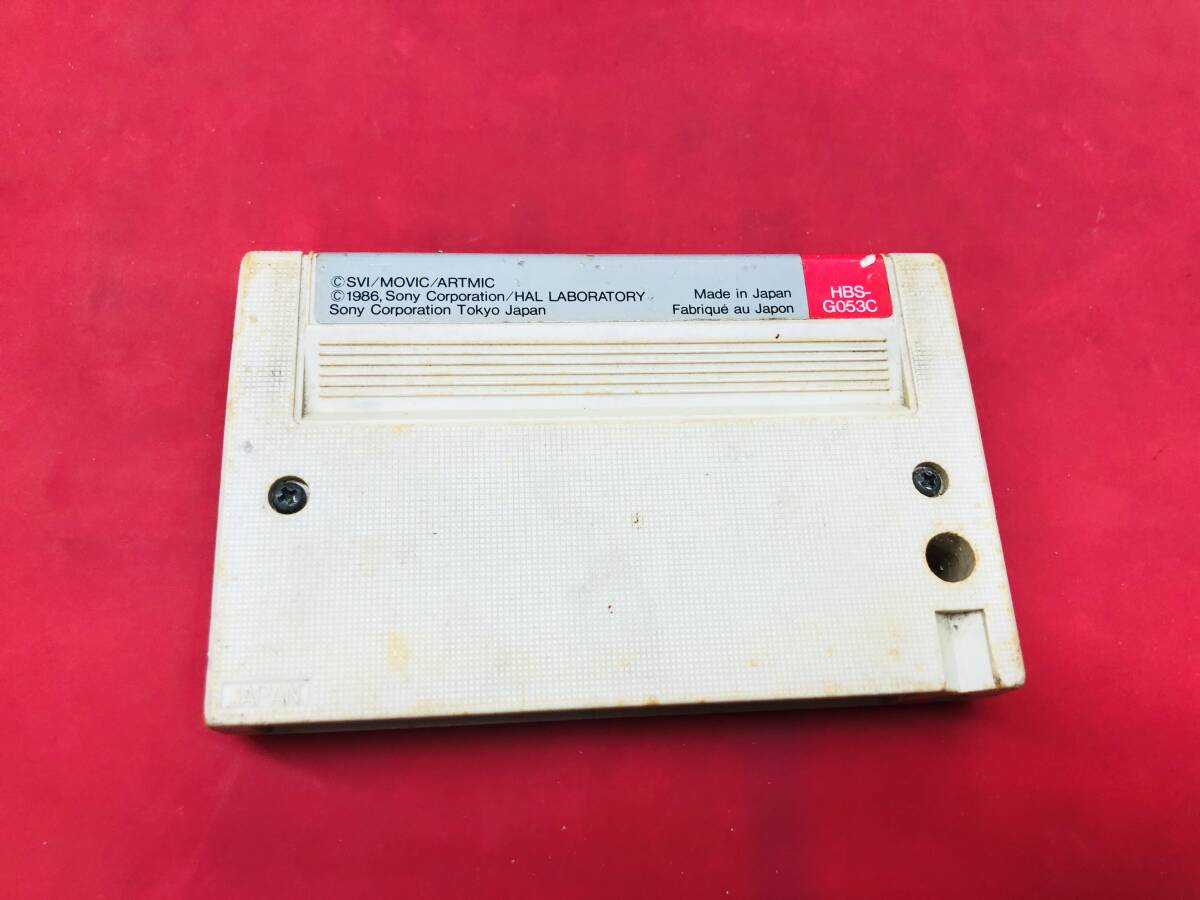 ©SVI/MOVIC/ARTMIC
©1986, Sony Corporation/HAL LABORATORY
Sony Corporation Tokyo Japan
Made in Japan
Fabriqué au Japon
HBS-
G053C
JAPAN